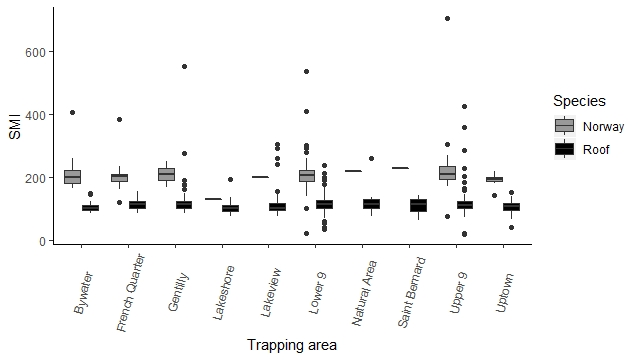 SMI
600
400
200
0
Bywater
French Quarter
Gentilly
Lakeshore
Lakeview
Lower 9
Natural Area
Saint Bernard
Upper 9
Uptown
Trapping area
Species
Norway
Roof